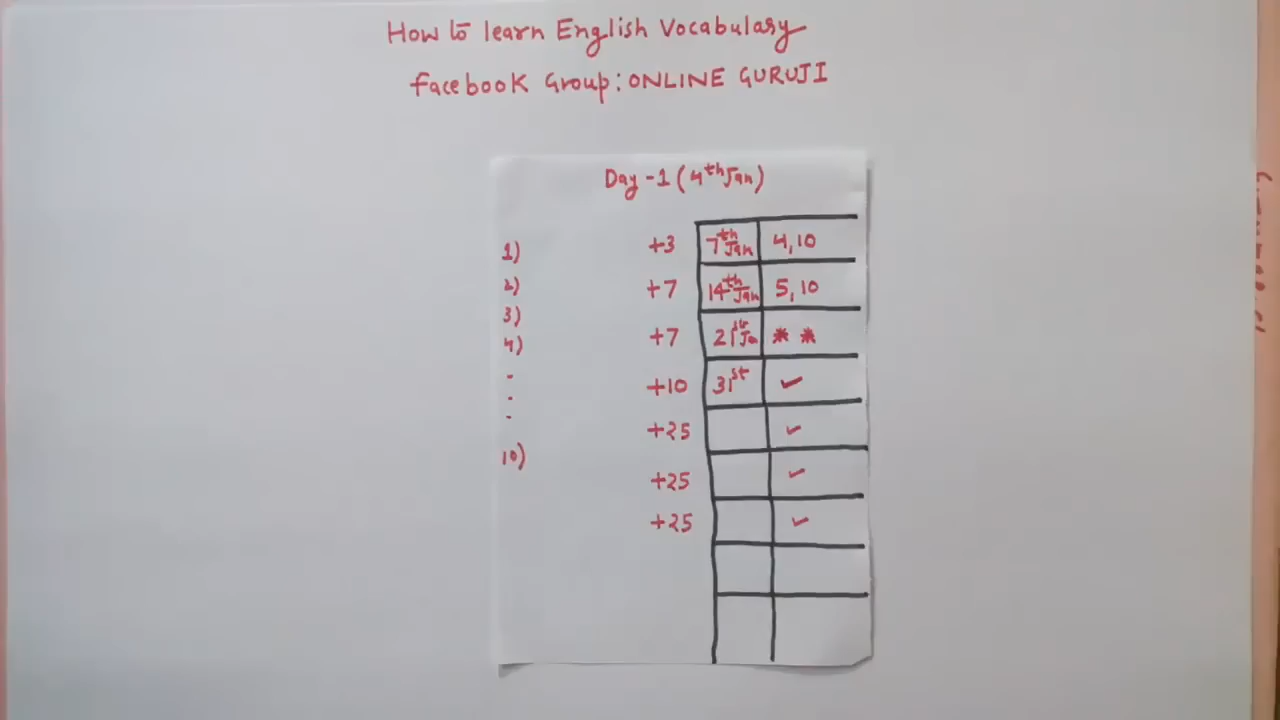 How to learn English Vocabulary
facebook Group: ONLINE GURUJI
Day -1 (4th Jan)
1) +3 7th Jan 4,10
2) +7 14th Jan 5,10
3)
4) +7 21st Jan * *
+10 31st ✓
+25 ✓
10)
+25 ✓
+25 ✓